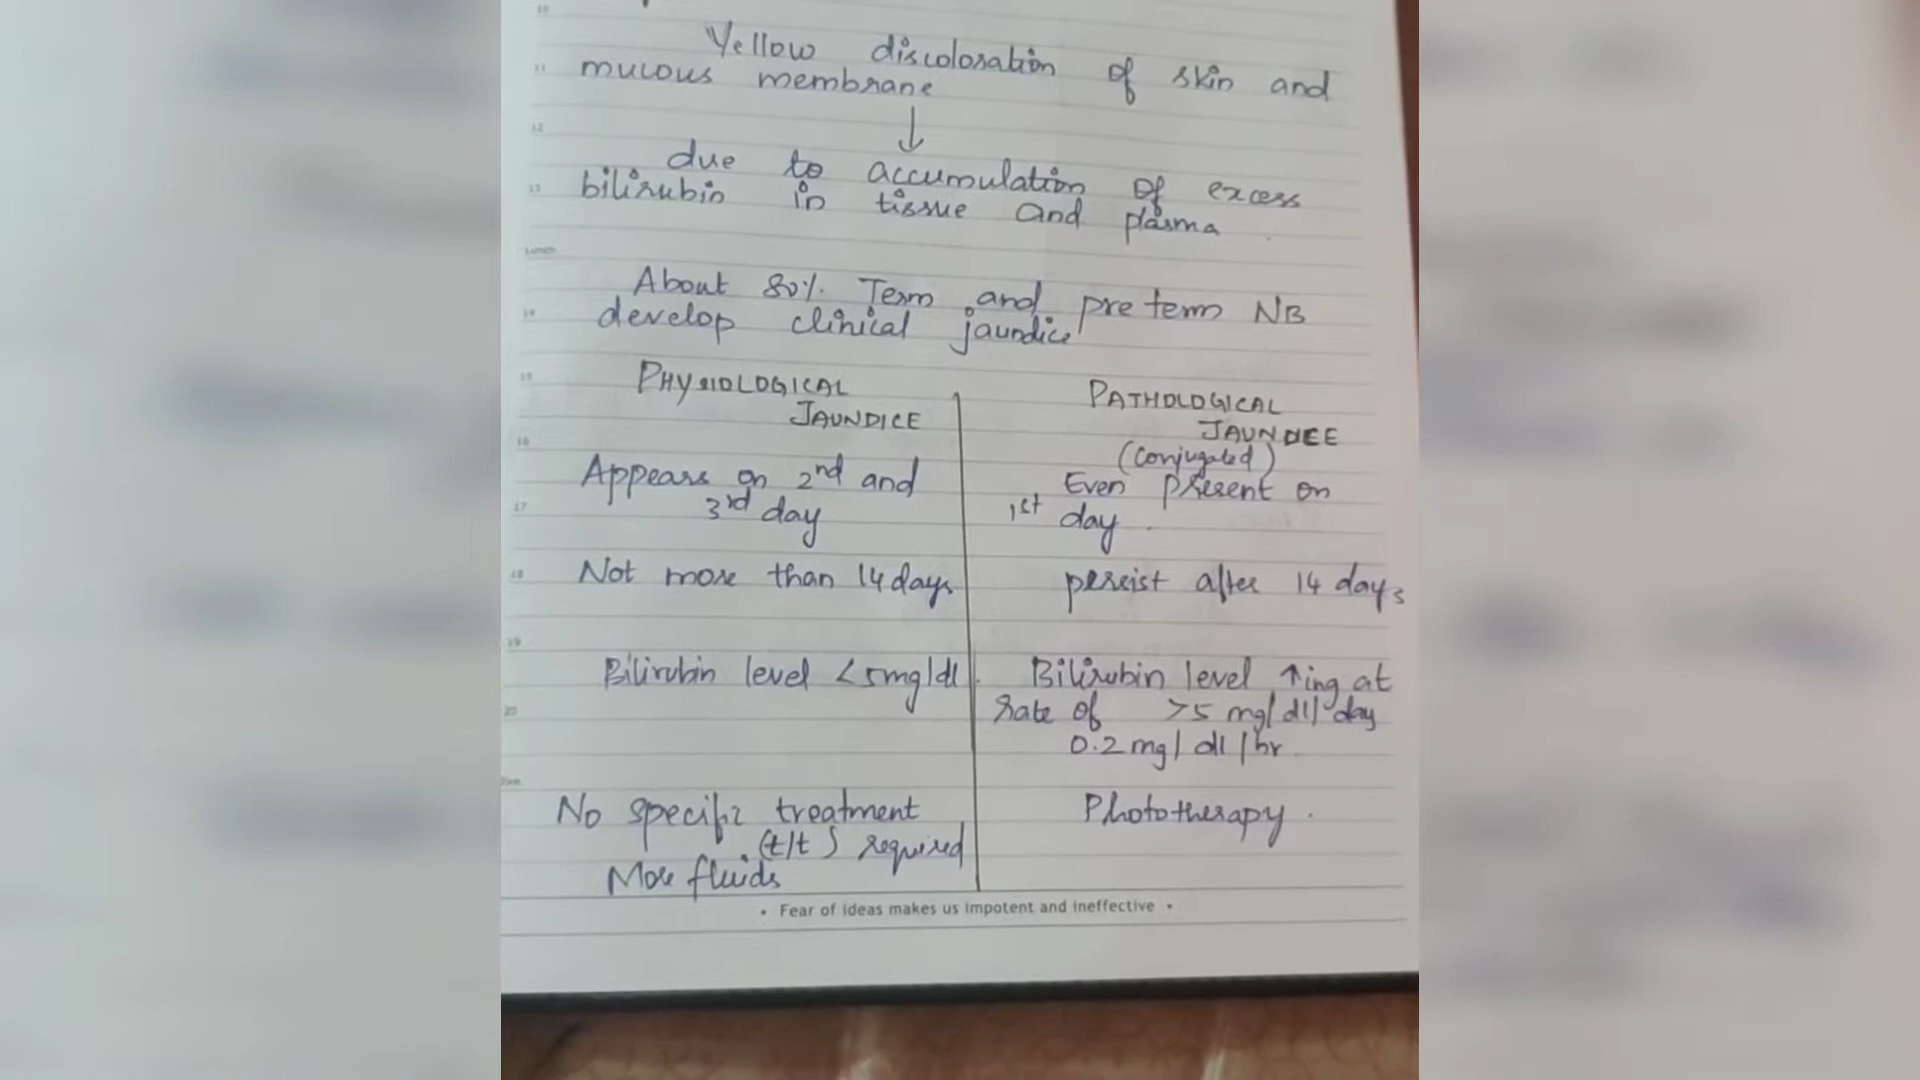 Yellow discoloration of skin and
mucous membrane
↓
due to accumulation of excess
bilirubin in tissue and plasma.
About 80%. Term and preterm NB
develop clinical jaundice
PHYSIOLOGICAL
JAUNDICE
Appears on 2nd and
3rd day
Not more than 14 days
Bilirubin level <5mg/dl.
No specific treatment
(t/t) required
More fluids
PATHOLOGICAL
JAUNDICE
(conjugated)
Even present on
1st day.
persist after 14 days
Bilirubin level ↑ing at
rate of >5 mg/dl/day
0.2 mg/dl/hr.
Phototherapy.
• Fear of ideas makes us impotent and ineffective •